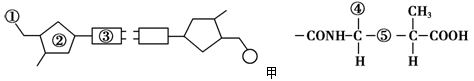 ① ② ③ 甲
④ CH₃
—CONH—C—⑤—C—COOH
H H